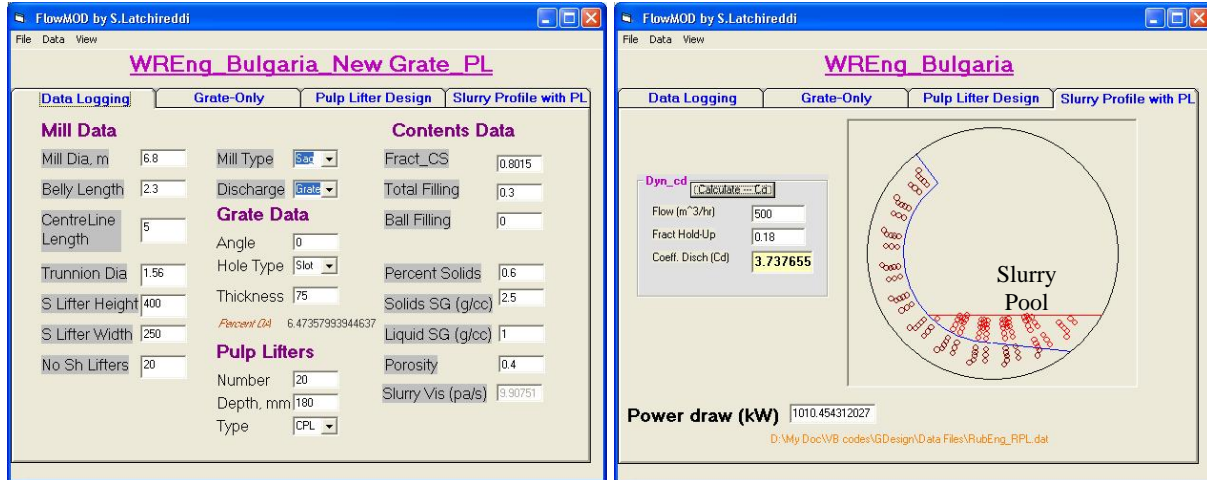 FlowMOD by S.Latchireddi
File Data View
WREng_Bulgaria_New Grate_PL
Data Logging Grate-Only Pulp Lifter Design Slurry Profile with PL
Mill Data
Mill Dia, m 6.8
Belly Length 2.3
CentreLine
Length 5
Trunnion Dia 1.56
S Lifter Height 400
S Lifter Width 250
No Sh Lifters 20
Mill Type Sag
Discharge Grate
Grate Data
Angle 0
Hole Type Slot
Thickness 75
Percent OA 6.47357993944637
Pulp Lifters
Number 20
Depth, mm 180
Type CPL
Contents Data
Fract_CS 0.8015
Total Filling 0.3
Ball Filling 0
Percent Solids 0.6
Solids SG (g/cc) 2.5
Liquid SG (g/cc) 1
Porosity 0.4
Slurry Vis (pa/s) 9.90751
FlowMOD by S.Latchireddi
File Data View
WREng_Bulgaria
Data Logging Grate-Only Pulp Lifter Design Slurry Profile with PL
Dyn_cd
Calculate --- Cd
Flow (m^3/hr) 500
Fract Hold-Up 0.18
Coeff. Disch (Cd) 3.737655
Slurry
Pool
Power draw (kW) 1010.454312027
D:\My Doc\VB codes\GDesign\Data Files\RubEng_RPL.dat